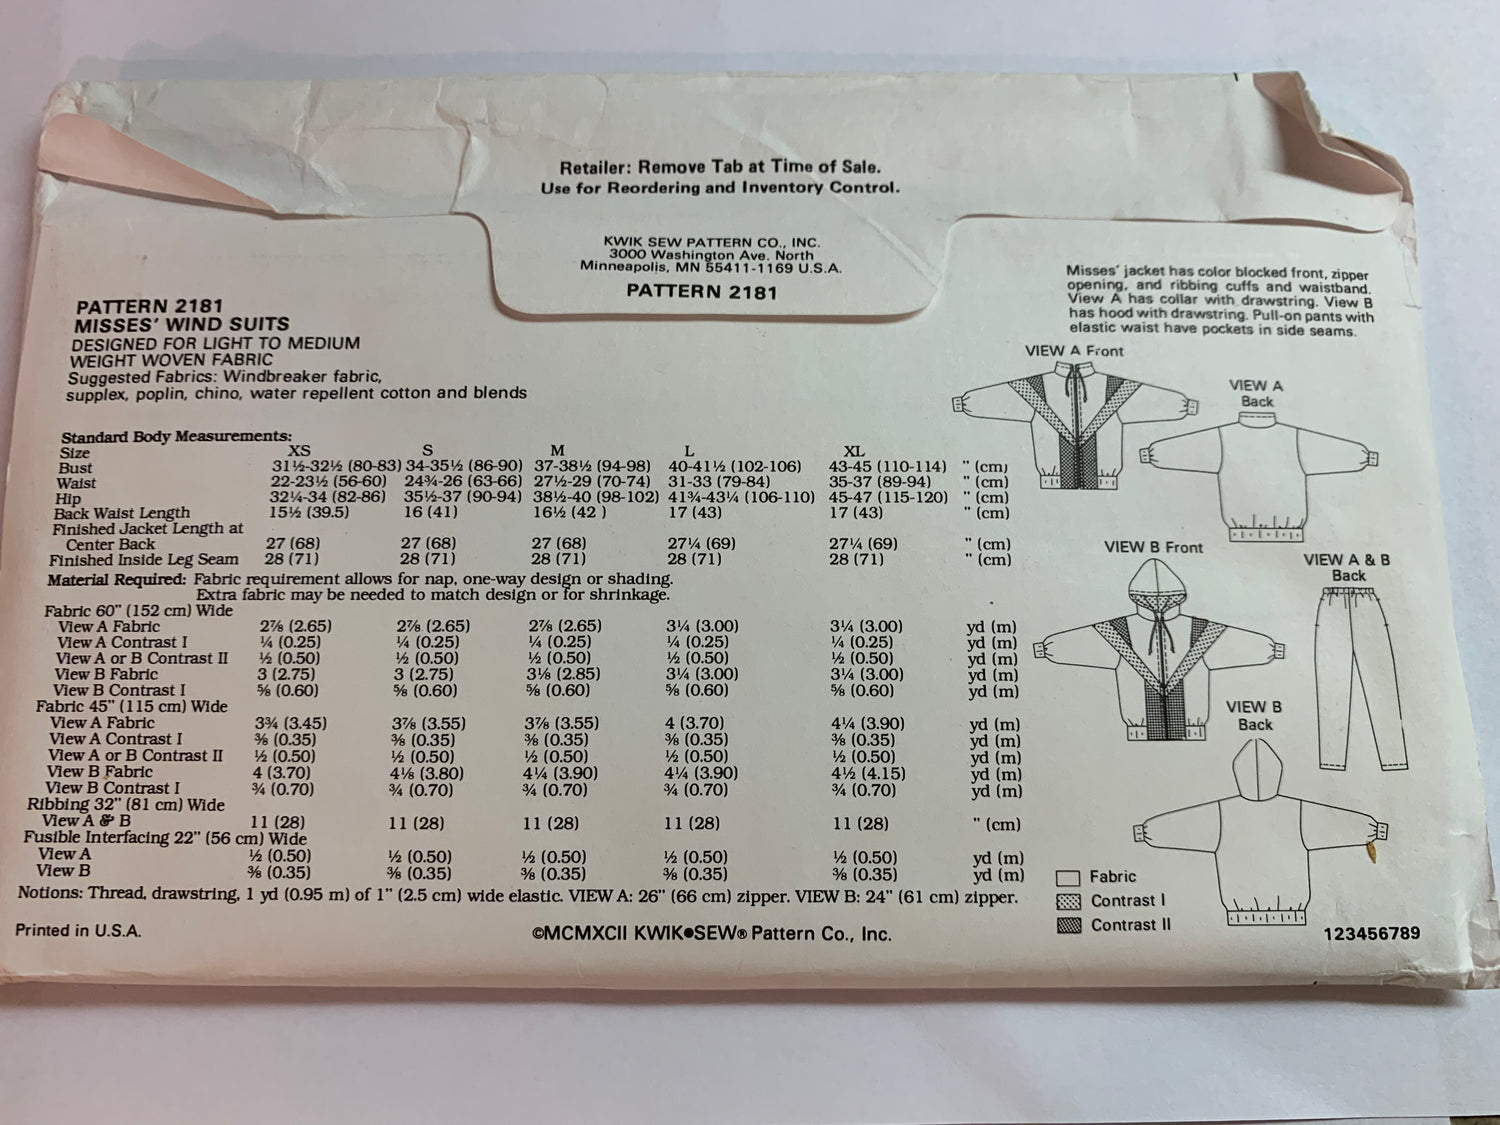 Retailer: Remove Tab at Time of Sale.
Use for Reordering and Inventory Control.
KWIK SEW PATTERN CO., INC.
3000 Washington Ave. North
Minneapolis, MN 55411-1169 U.S.A.
PATTERN 2181
PATTERN 2181
MISSES' WIND SUITS
DESIGNED FOR LIGHT TO MEDIUM
WEIGHT WOVEN FABRIC
Suggested Fabrics: Windbreaker fabric,
supplex, poplin, chino, water repellent cotton and blends
Misses' jacket has color blocked front, zipper
opening, and ribbing cuffs and waistband.
View A has collar with drawstring. View B
has hood with drawstring. Pull-on pants with
elastic waist have pockets in side seams.
Standard Body Measurements:
Size XS S M L XL
Bust 31½-32½ (80-83) 34-35½ (86-90) 37-38½ (94-98) 40-41½ (102-106) 43-45 (110-114) " (cm)
Waist 22-23½ (56-60) 24¾-26 (63-66) 27½-29 (70-74) 31-33 (79-84) 35-37 (89-94) " (cm)
Hip 32¼-34 (82-86) 35½-37 (90-94) 38½-40 (98-102) 41¾-43¼ (106-110) 45-47 (115-120) " (cm)
Back Waist Length 15½ (39.5) 16 (41) 16½ (42 ) 17 (43) 17 (43) " (cm)
Finished Jacket Length at
Center Back 27 (68) 27 (68) 27 (68) 27¼ (69) 27¼ (69) " (cm)
Finished Inside Leg Seam 28 (71) 28 (71) 28 (71) 28 (71) 28 (71) " (cm)
Material Required: Fabric requirement allows for nap, one-way design or shading.
Extra fabric may be needed to match design or for shrinkage.
Fabric 60" (152 cm) Wide
View A Fabric 2⅞ (2.65) 2⅞ (2.65) 2⅞ (2.65) 3¼ (3.00) 3¼ (3.00) yd (m)
View A Contrast I ¼ (0.25) ¼ (0.25) ¼ (0.25) ¼ (0.25) ¼ (0.25) yd (m)
View A or B Contrast II ½ (0.50) ½ (0.50) ½ (0.50) ½ (0.50) ½ (0.50) yd (m)
View B Fabric 3 (2.75) 3 (2.75) 3⅛ (2.85) 3¼ (3.00) 3¼ (3.00) yd (m)
View B Contrast I ⅝ (0.60) ⅝ (0.60) ⅝ (0.60) ⅝ (0.60) ⅝ (0.60) yd (m)
Fabric 45" (115 cm) Wide
View A Fabric 3¾ (3.45) 3⅞ (3.55) 3⅞ (3.55) 4 (3.70) 4¼ (3.90) yd (m)
View A Contrast I ⅜ (0.35) ⅜ (0.35) ⅜ (0.35) ⅜ (0.35) ⅜ (0.35) yd (m)
View A or B Contrast II ½ (0.50) ½ (0.50) ½ (0.50) ½ (0.50) ½ (0.50) yd (m)
View B Fabric 4 (3.70) 4⅛ (3.80) 4¼ (3.90) 4¼ (3.90) 4½ (4.15) yd (m)
View B Contrast I ¾ (0.70) ¾ (0.70) ¾ (0.70) ¾ (0.70) ¾ (0.70) yd (m)
Ribbing 32" (81 cm) Wide
View A & B 11 (28) 11 (28) 11 (28) 11 (28) 11 (28) " (cm)
Fusible Interfacing 22" (56 cm) Wide
View A ½ (0.50) ½ (0.50) ½ (0.50) ½ (0.50) ½ (0.50) yd (m)
View B ⅜ (0.35) ⅜ (0.35) ⅜ (0.35) ⅜ (0.35) ⅜ (0.35) yd (m)
Notions: Thread, drawstring, 1 yd (0.95 m) of 1" (2.5 cm) wide elastic. VIEW A: 26" (66 cm) zipper. VIEW B: 24" (61 cm) zipper.
VIEW A Front
VIEW A
Back
VIEW B Front
VIEW A & B
Back
VIEW B
Back
Fabric
Contrast I
Contrast II
Printed in U.S.A.
©MCMXCII KWIK●SEW® Pattern Co., Inc.
123456789